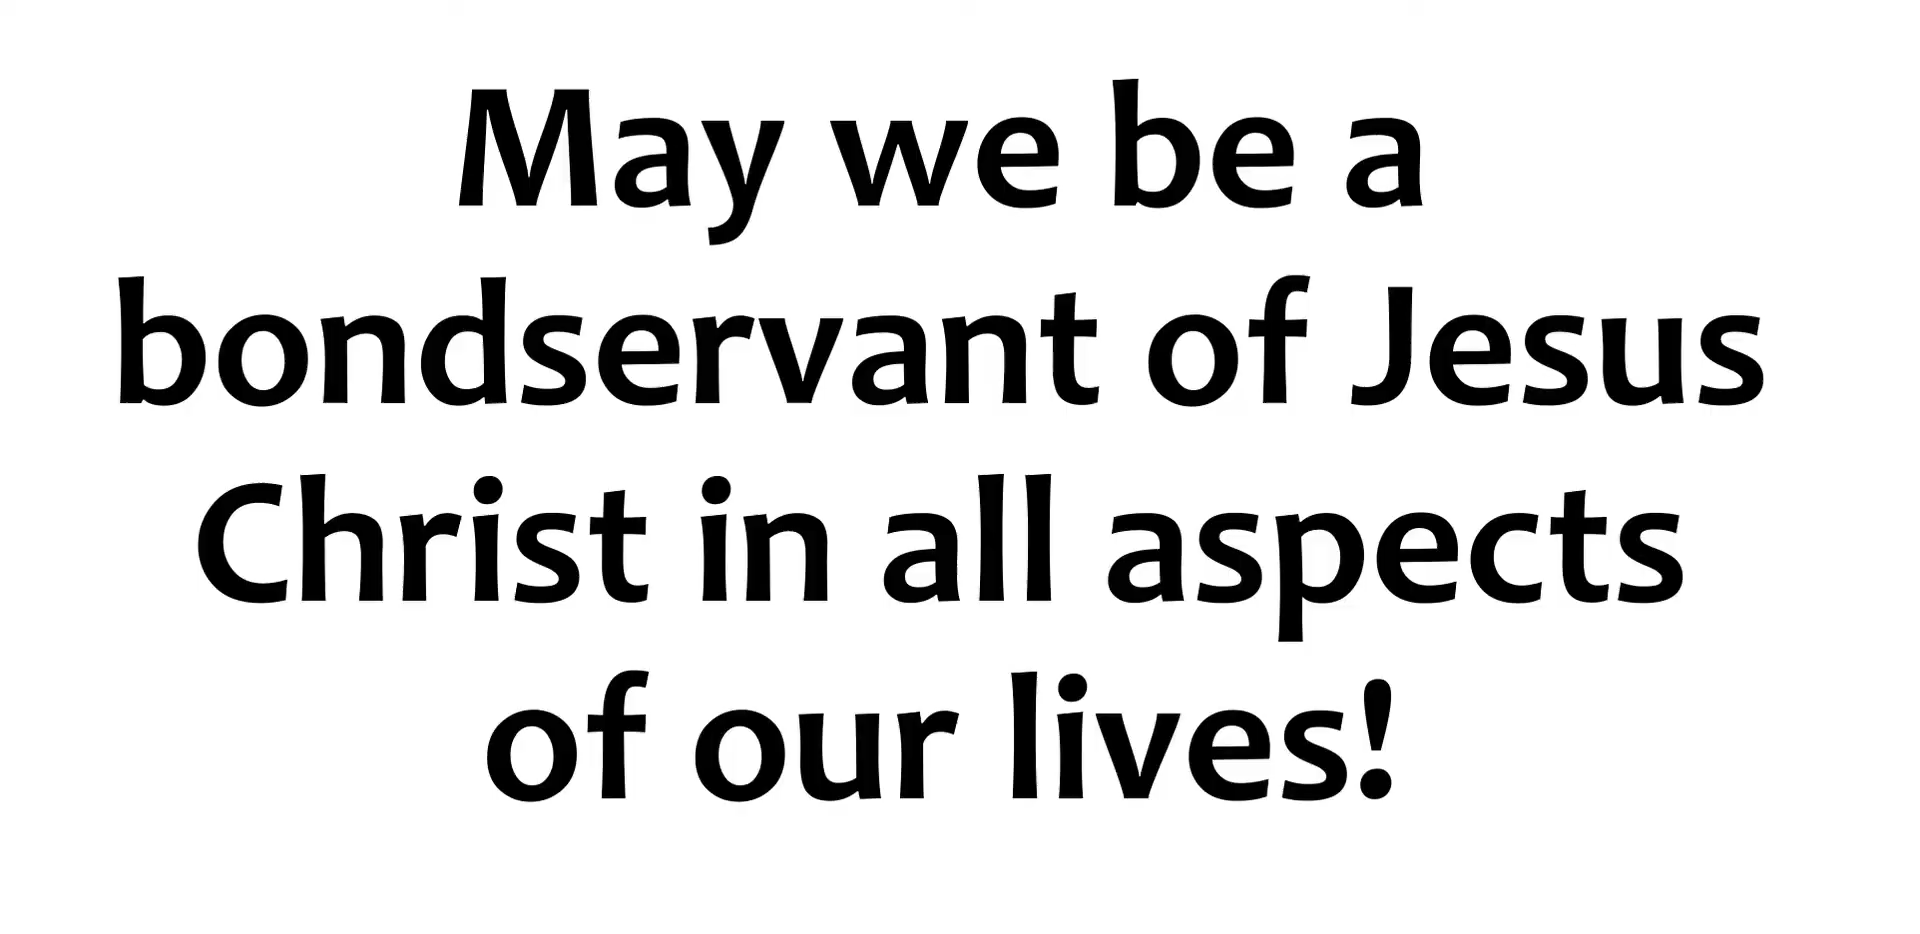 May we be a
bondservant of Jesus
Christ in all aspects
of our lives!